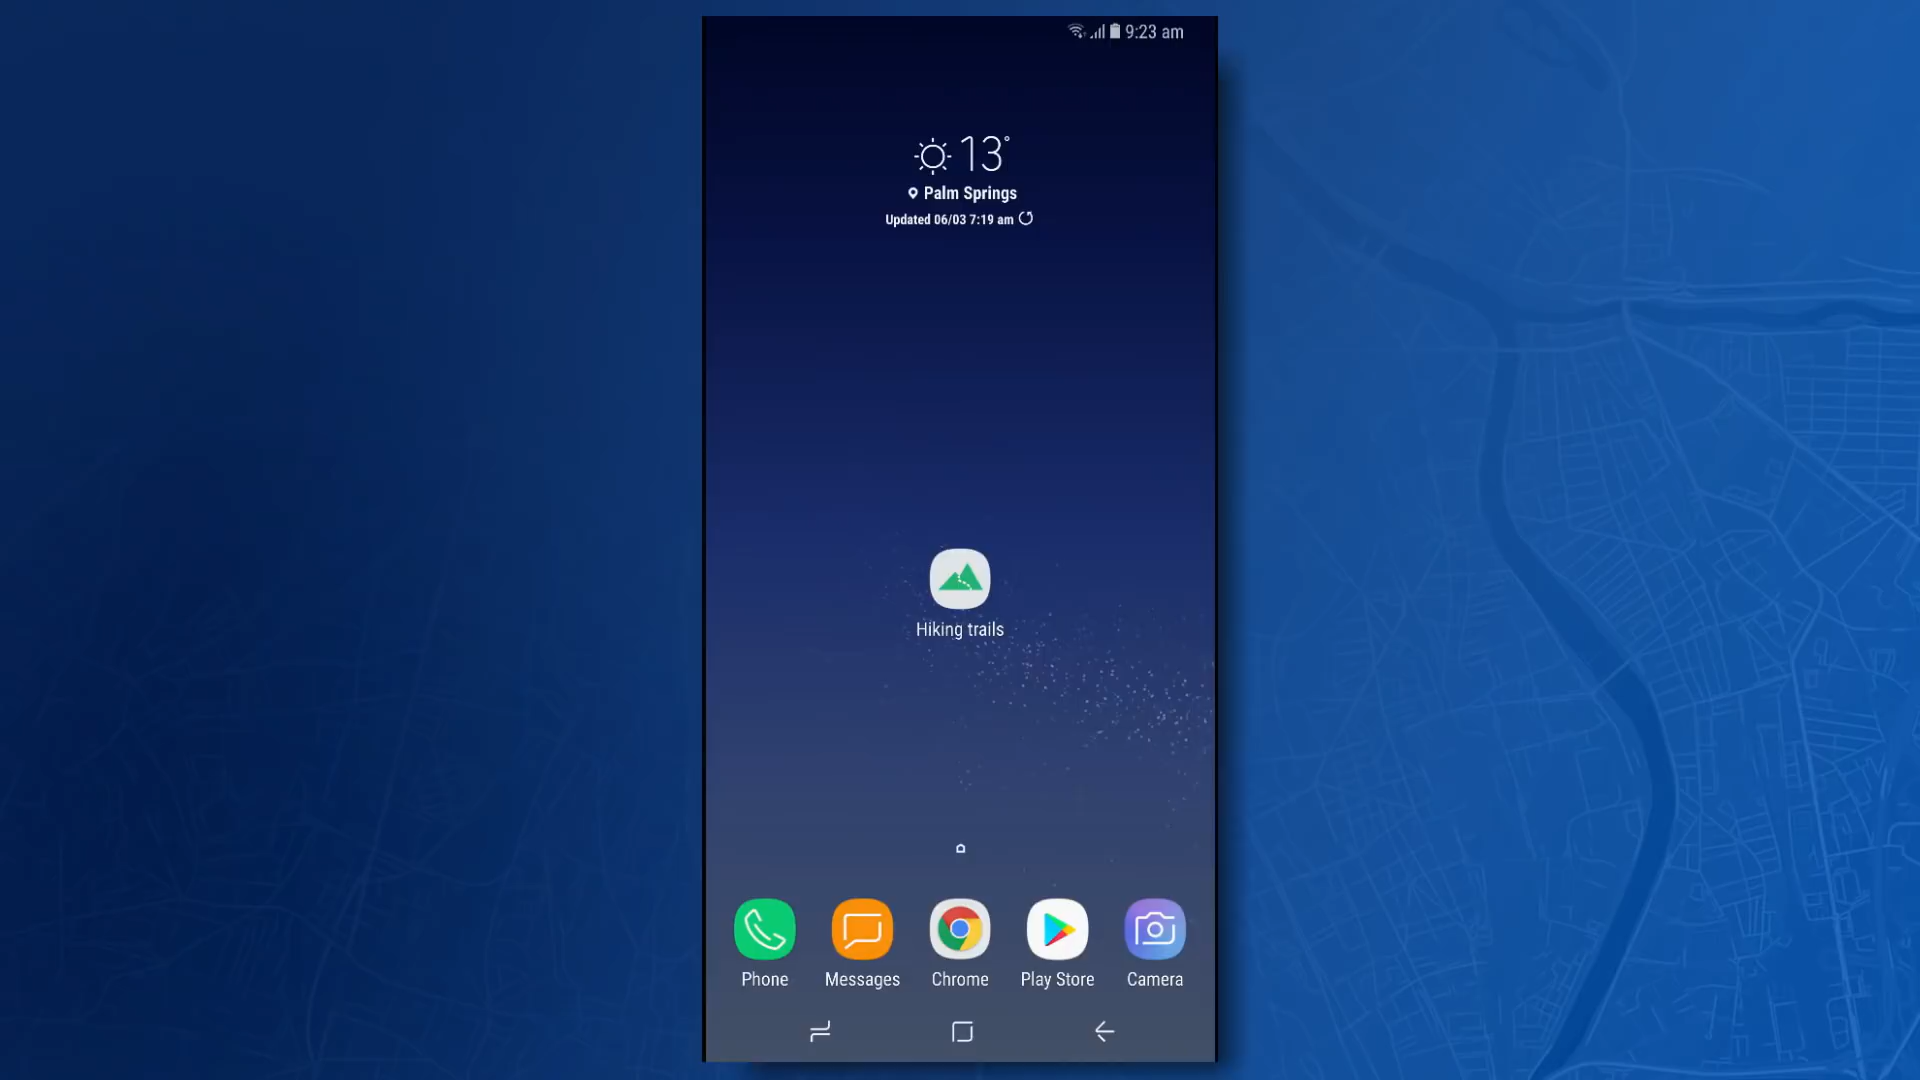 9:23 am
13°
Palm Springs
Updated 06/03 7:19 am
Hiking trails
Phone
Messages
Chrome
Play Store
Camera